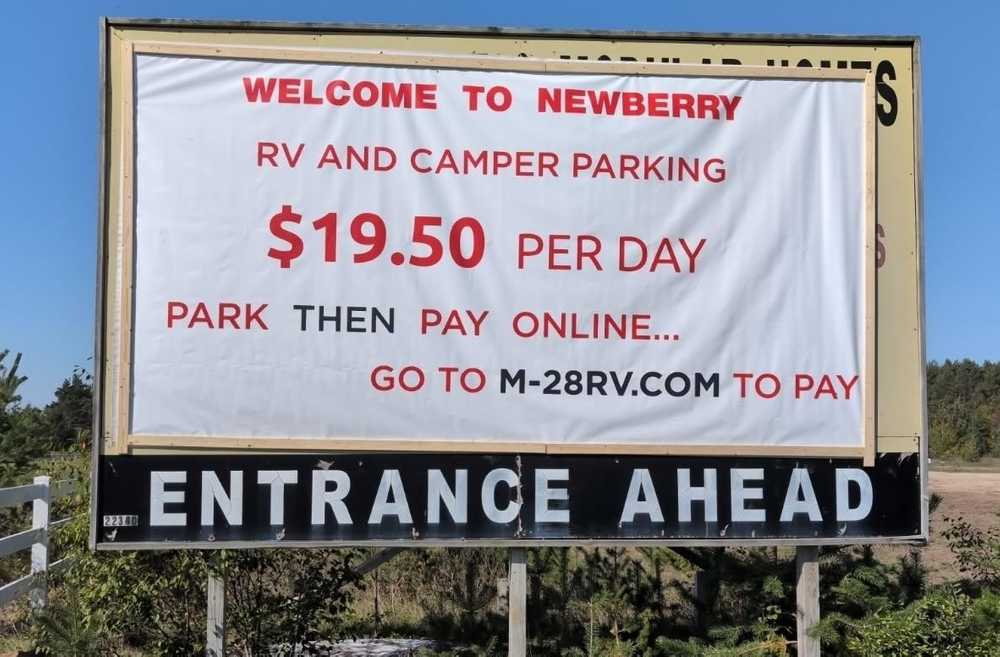 WELCOME TO NEWBERRY
RV AND CAMPER PARKING
$19.50 PER DAY
PARK THEN PAY ONLINE...
GO TO M-28RV.COM TO PAY
ENTRANCE AHEAD